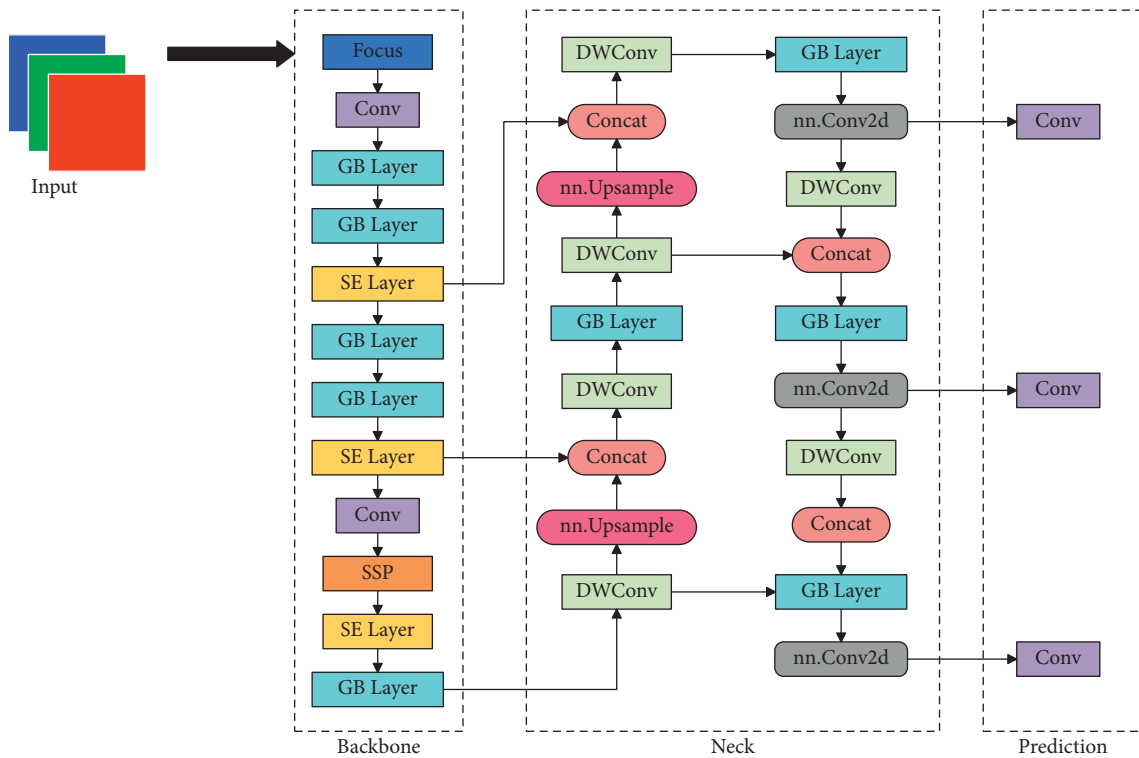 Input
Focus
Conv
GB Layer
GB Layer
SE Layer
GB Layer
GB Layer
SE Layer
Conv
SSP
SE Layer
GB Layer
Backbone
DWConv
Concat
nn.Upsample
DWConv
GB Layer
DWConv
Concat
nn.Upsample
DWConv
GB Layer
nn.Conv2d
DWConv
Concat
GB Layer
nn.Conv2d
DWConv
Concat
GB Layer
nn.Conv2d
Neck
Conv
Conv
Conv
Prediction